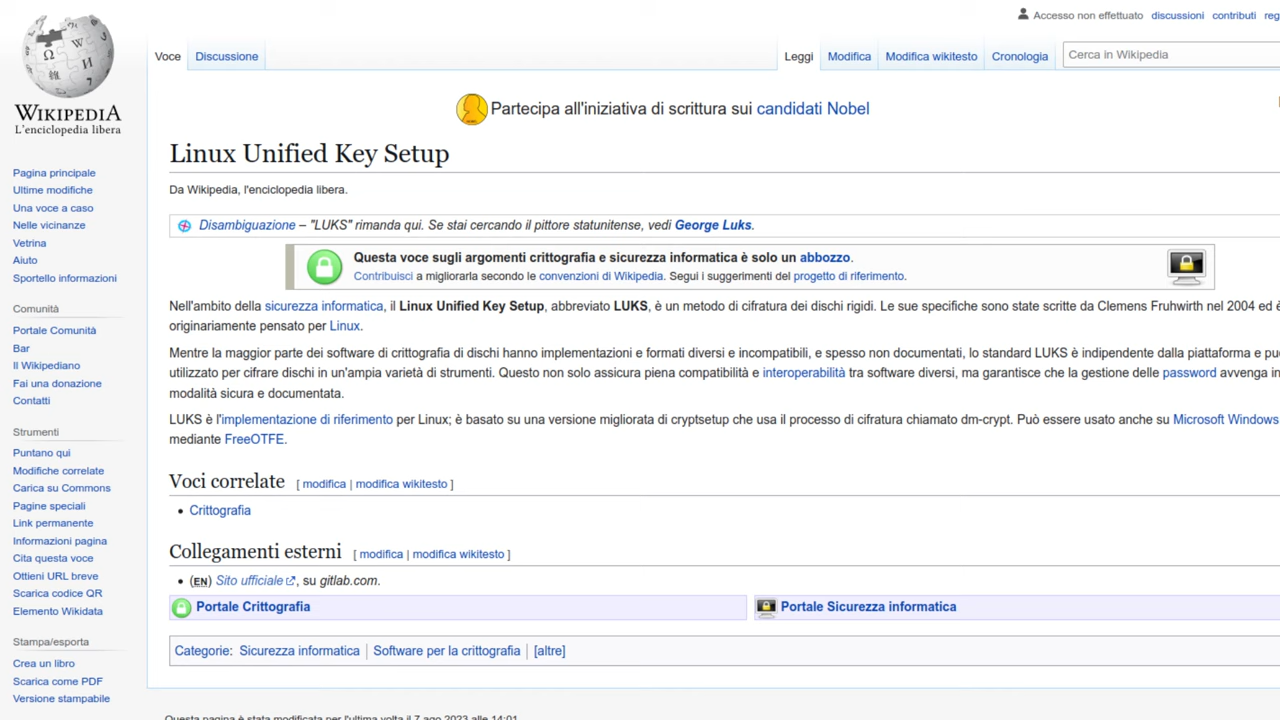 Accesso non effettuato discussioni contributi
Voce Discussione Leggi Modifica Modifica wikitesto Cronologia Cerca in Wikipedia
WIKIPEDIA
L'enciclopedia libera
Pagina principale
Ultime modifiche
Una voce a caso
Nelle vicinanze
Vetrina
Aiuto
Sportello informazioni
Comunità
Portale Comunità
Bar
Il Wikipediano
Fai una donazione
Contatti
Strumenti
Puntano qui
Modifiche correlate
Carica su Commons
Pagine speciali
Link permanente
Informazioni pagina
Cita questa voce
Ottieni URL breve
Scarica codice QR
Elemento Wikidata
Stampa/esporta
Crea un libro
Scarica come PDF
Versione stampabile
Partecipa all'iniziativa di scrittura sui candidati Nobel
Linux Unified Key Setup
Da Wikipedia, l'enciclopedia libera.
Disambiguazione – "LUKS" rimanda qui. Se stai cercando il pittore statunitense, vedi George Luks.
Questa voce sugli argomenti crittografia e sicurezza informatica è solo un abbozzo.
Contribuisci a migliorarla secondo le convenzioni di Wikipedia. Segui i suggerimenti del progetto di riferimento.
Nell'ambito della sicurezza informatica, il Linux Unified Key Setup, abbreviato LUKS, è un metodo di cifratura dei dischi rigidi. Le sue specifiche sono state scritte da Clemens Fruhwirth nel 2004 ed è
originariamente pensato per Linux.
Mentre la maggior parte dei software di crittografia di dischi hanno implementazioni e formati diversi e incompatibili, e spesso non documentati, lo standard LUKS è indipendente dalla piattaforma e
utilizzato per cifrare dischi in un'ampia varietà di strumenti. Questo non solo assicura piena compatibilità e interoperabilità tra software diversi, ma garantisce che la gestione delle password avvenga in
modalità sicura e documentata.
LUKS è l'implementazione di riferimento per Linux; è basato su una versione migliorata di cryptsetup che usa il processo di cifratura chiamato dm-crypt. Può essere usato anche su Microsoft Windows
mediante FreeOTFE.
Voci correlate [ modifica | modifica wikitesto ]
• Crittografia
Collegamenti esterni [ modifica | modifica wikitesto ]
• (EN) Sito ufficiale, su gitlab.com.
Portale Crittografia Portale Sicurezza informatica
Categorie: Sicurezza informatica | Software per la crittografia | [altre]
Questa pagina è stata modificata per l'ultima volta il 7 ago 2023 alle 14:01